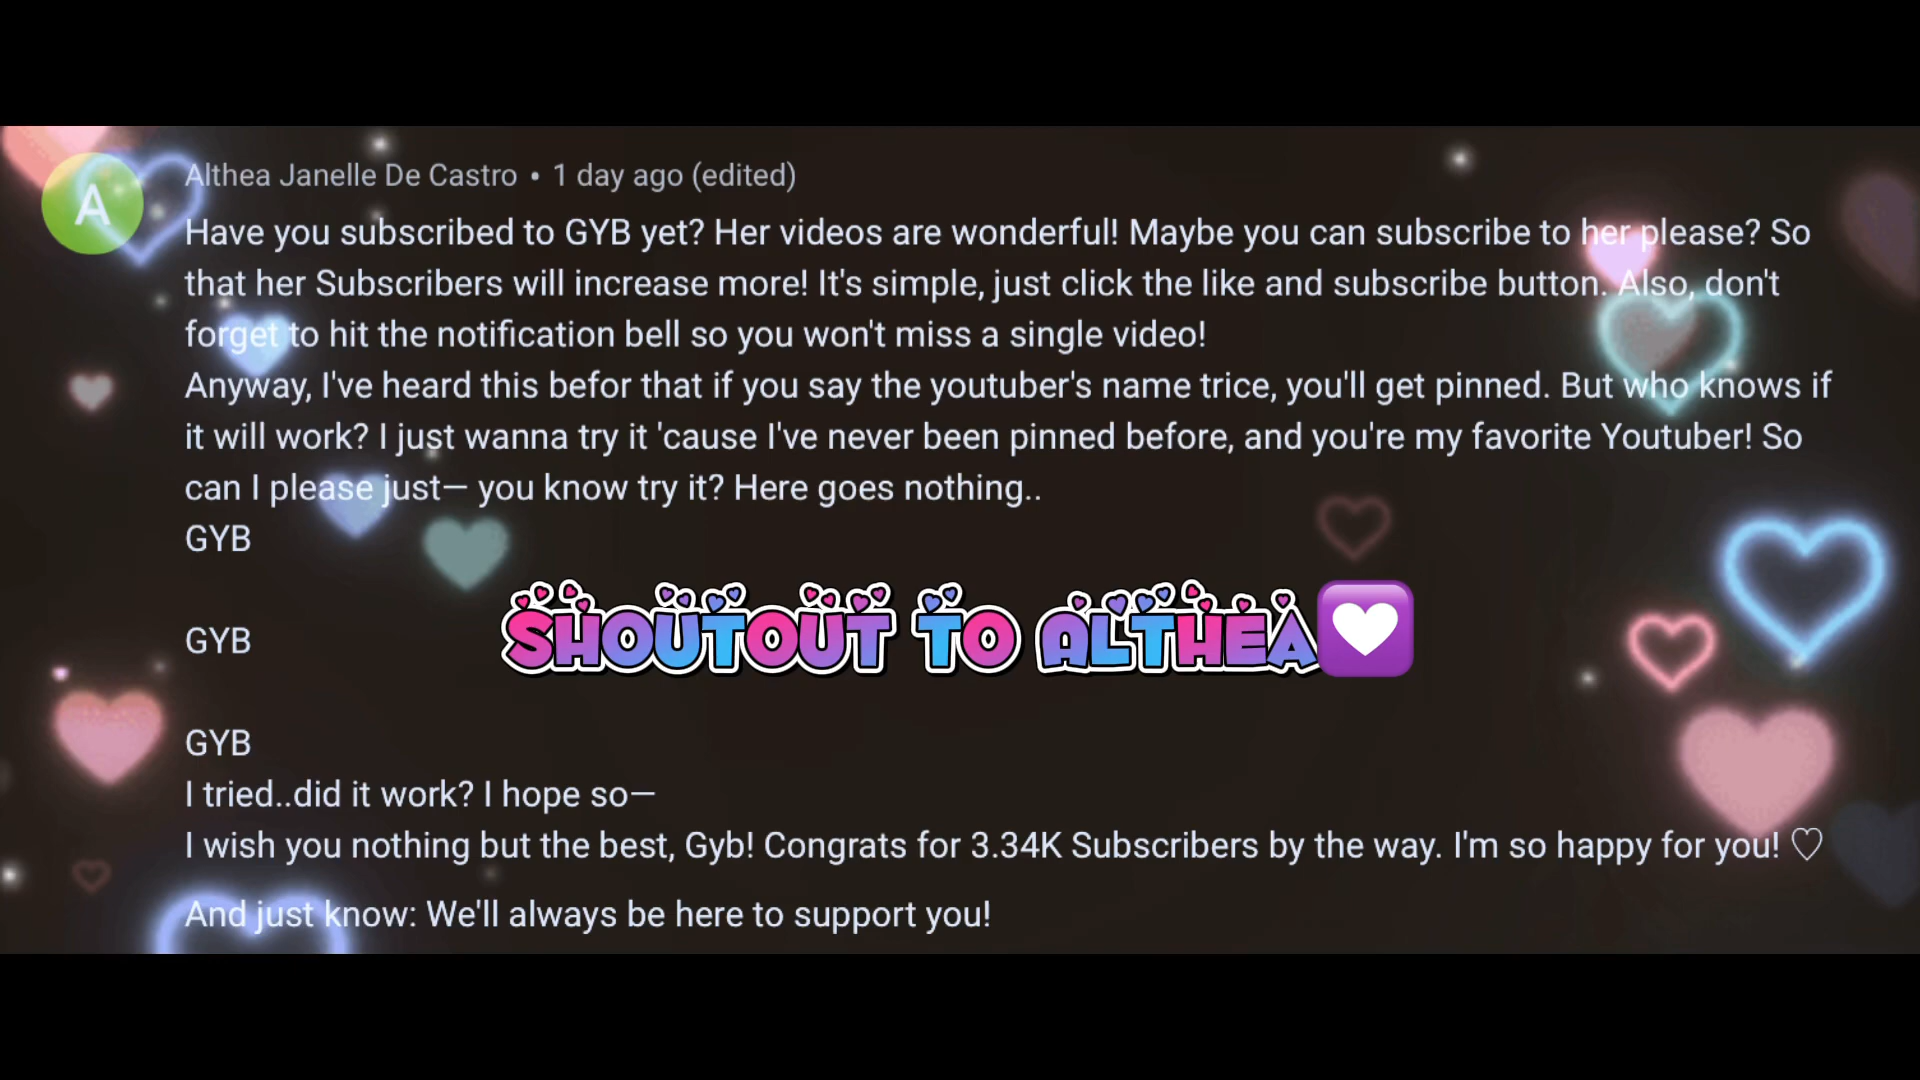 A
Althea Janelle De Castro • 1 day ago (edited)
Have you subscribed to GYB yet? Her videos are wonderful! Maybe you can subscribe to her please? So
that her Subscribers will increase more! It's simple, just click the like and subscribe button. Also, don't
forget to hit the notification bell so you won't miss a single video!
Anyway, I've heard this befor that if you say the youtuber's name trice, you'll get pinned. But who knows if
it will work? I just wanna try it 'cause I've never been pinned before, and you're my favorite Youtuber! So
can I please just— you know try it? Here goes nothing..
GYB
SHOUTOUT TO ALTHEA💟
GYB
GYB
I tried..did it work? I hope so—
I wish you nothing but the best, Gyb! Congrats for 3.34K Subscribers by the way. I'm so happy for you! ♡
And just know: We'll always be here to support you!